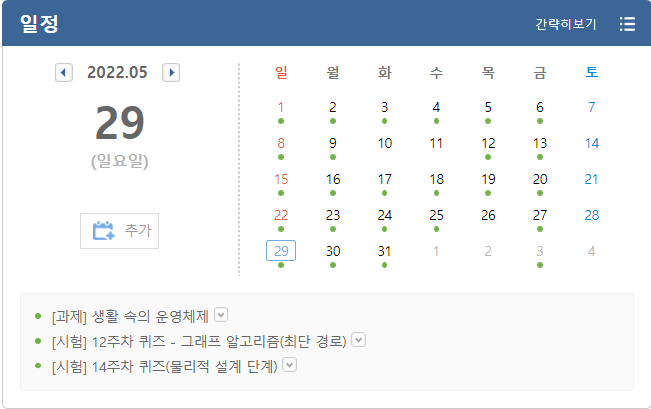 일정 간략히보기
2022.05
29
(일요일)
추가
일 월 화 수 목 금 토
1 2 3 4 5 6 7
8 9 10 11 12 13 14
15 16 17 18 19 20 21
22 23 24 25 26 27 28
29 30 31 1 2 3 4
[과제] 생활 속의 운영체제
[시험] 12주차 퀴즈 - 그래프 알고리즘(최단 경로)
[시험] 14주차 퀴즈(물리적 설계 단계)